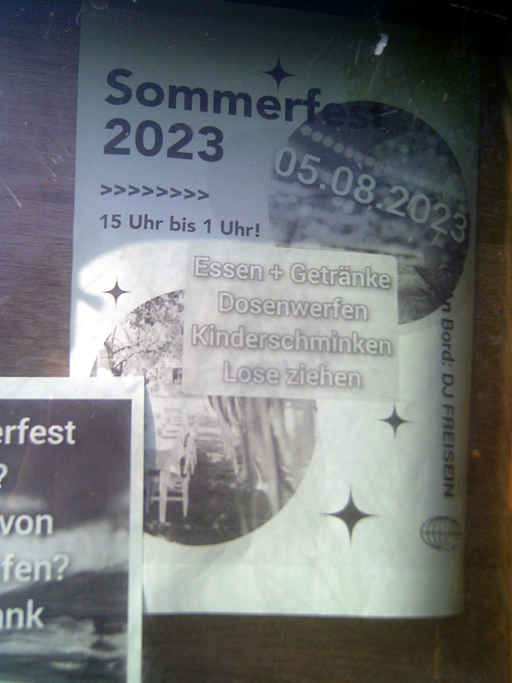 Sommerfest
2023
05.08.2023
>>>>>>>>
15 Uhr bis 1 Uhr!
Essen + Getränke
Dosenwerfen
Kinderschminken
Lose ziehen
Bord: DJ FREISEIN
erfest
?
von
fen?
ank